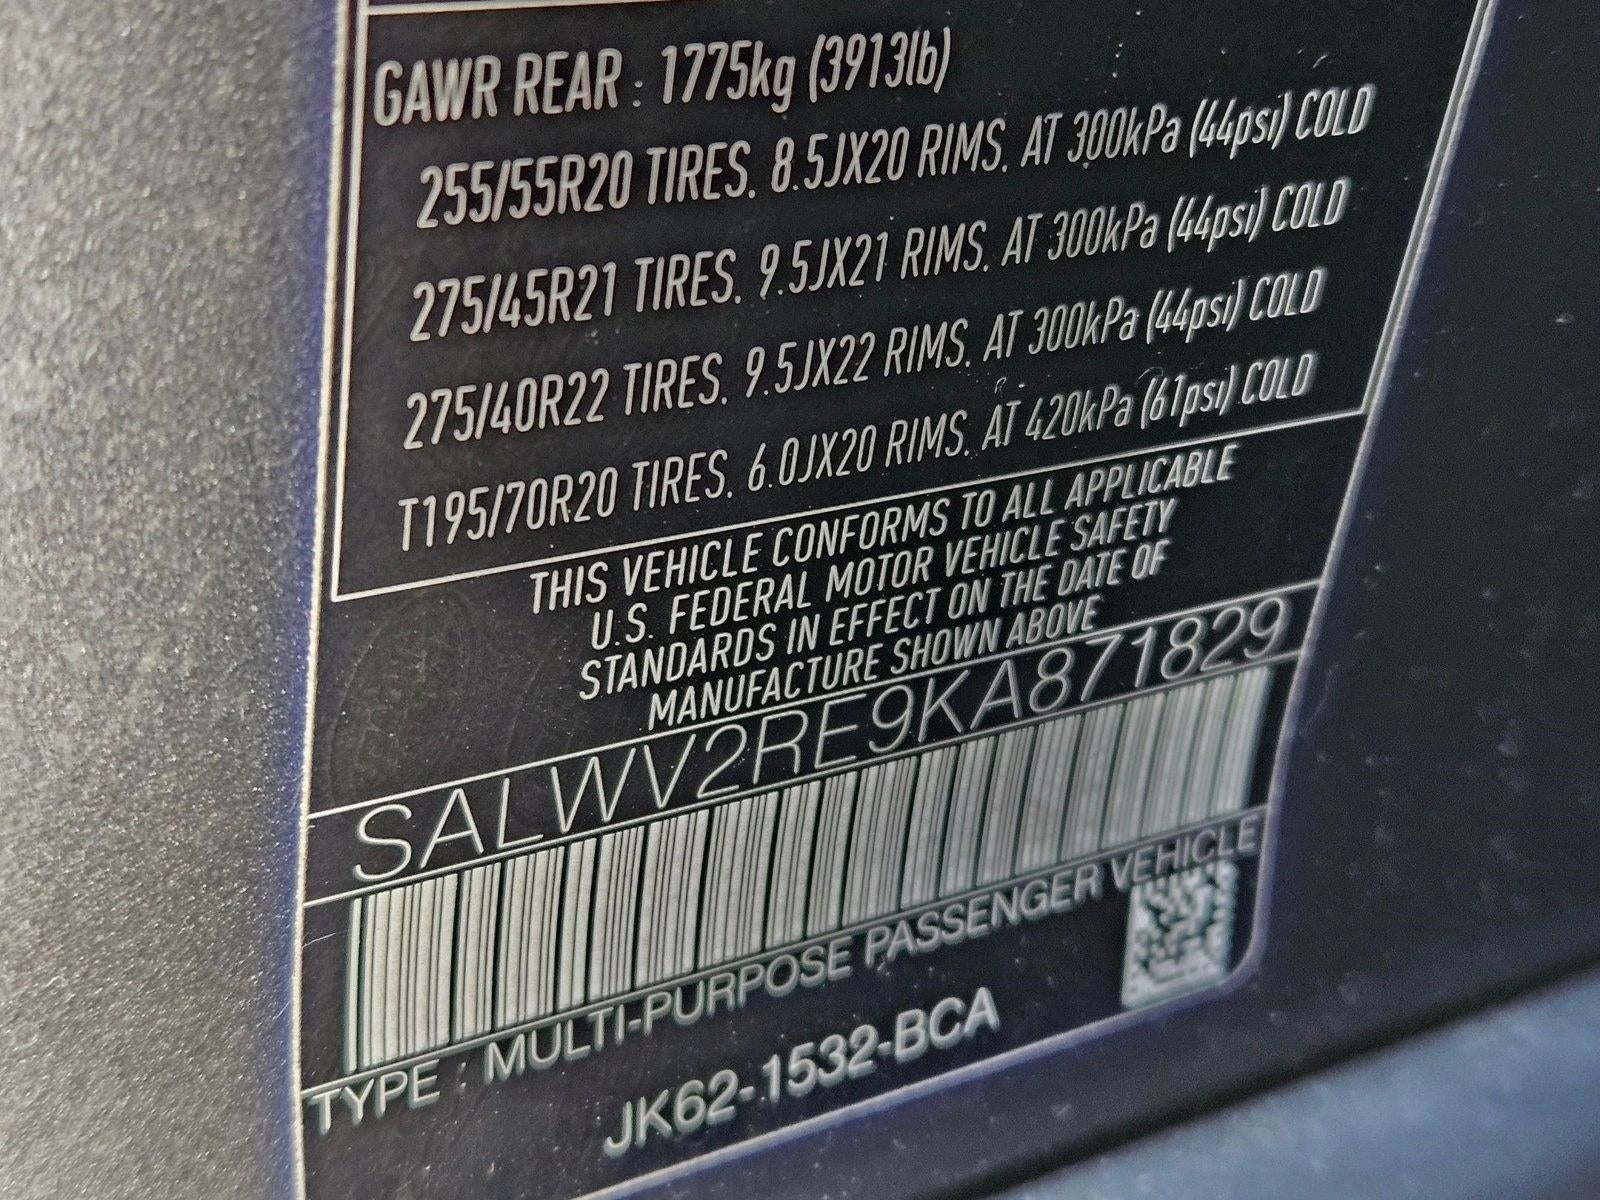 GAWR REAR : 1775kg (3913lb)
255/55R20 TIRES. 8.5JX20 RIMS. AT 300kPa (44psi) COLD
275/45R21 TIRES. 9.5JX21 RIMS. AT 300kPa (44psi) COLD
275/40R22 TIRES. 9.5JX22 RIMS. AT 300kPa (44psi) COLD
T195/70R20 TIRES. 6.0JX20 RIMS. AT 420kPa (61psi) COLD
THIS VEHICLE CONFORMS TO ALL APPLICABLE
U.S. FEDERAL MOTOR VEHICLE SAFETY
STANDARDS IN EFFECT ON THE DATE OF
MANUFACTURE SHOWN ABOVE
SALWV2RE9KA871829
TYPE : MULTI-PURPOSE PASSENGER VEHICLE
JK62-1532-BCA